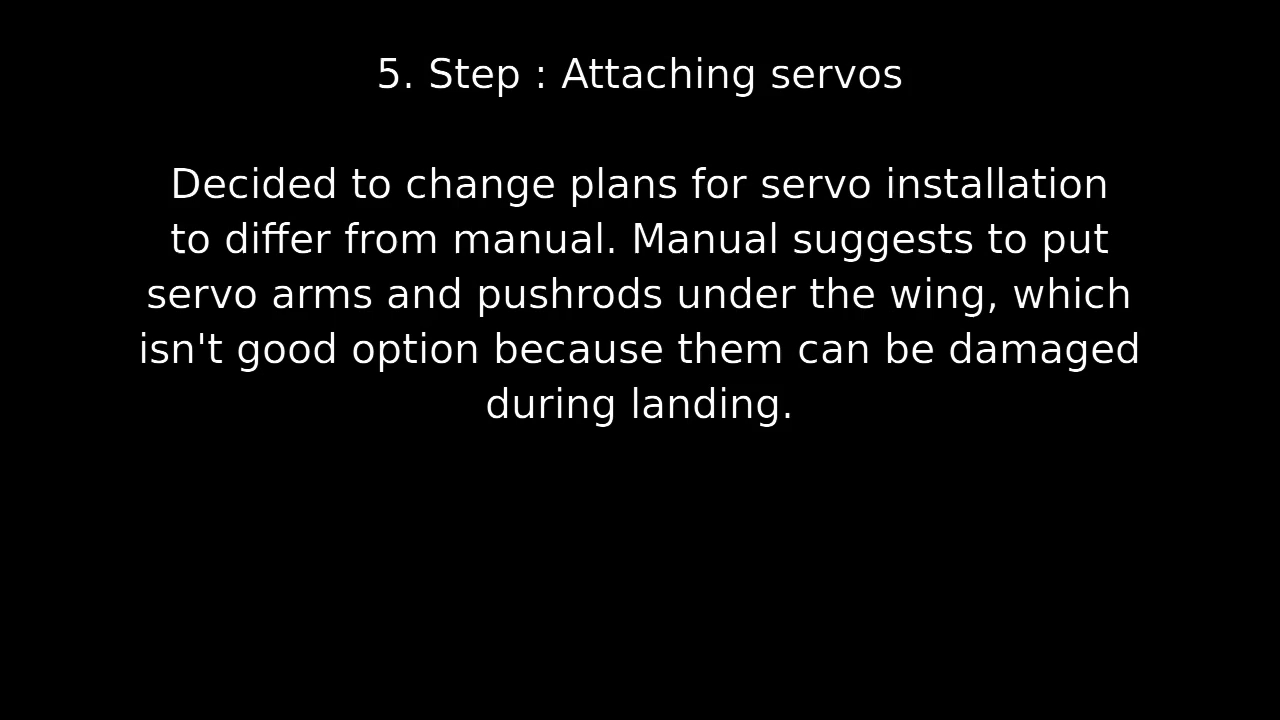 5. Step : Attaching servos
Decided to change plans for servo installation
to differ from manual. Manual suggests to put
servo arms and pushrods under the wing, which
isn't good option because them can be damaged
during landing.